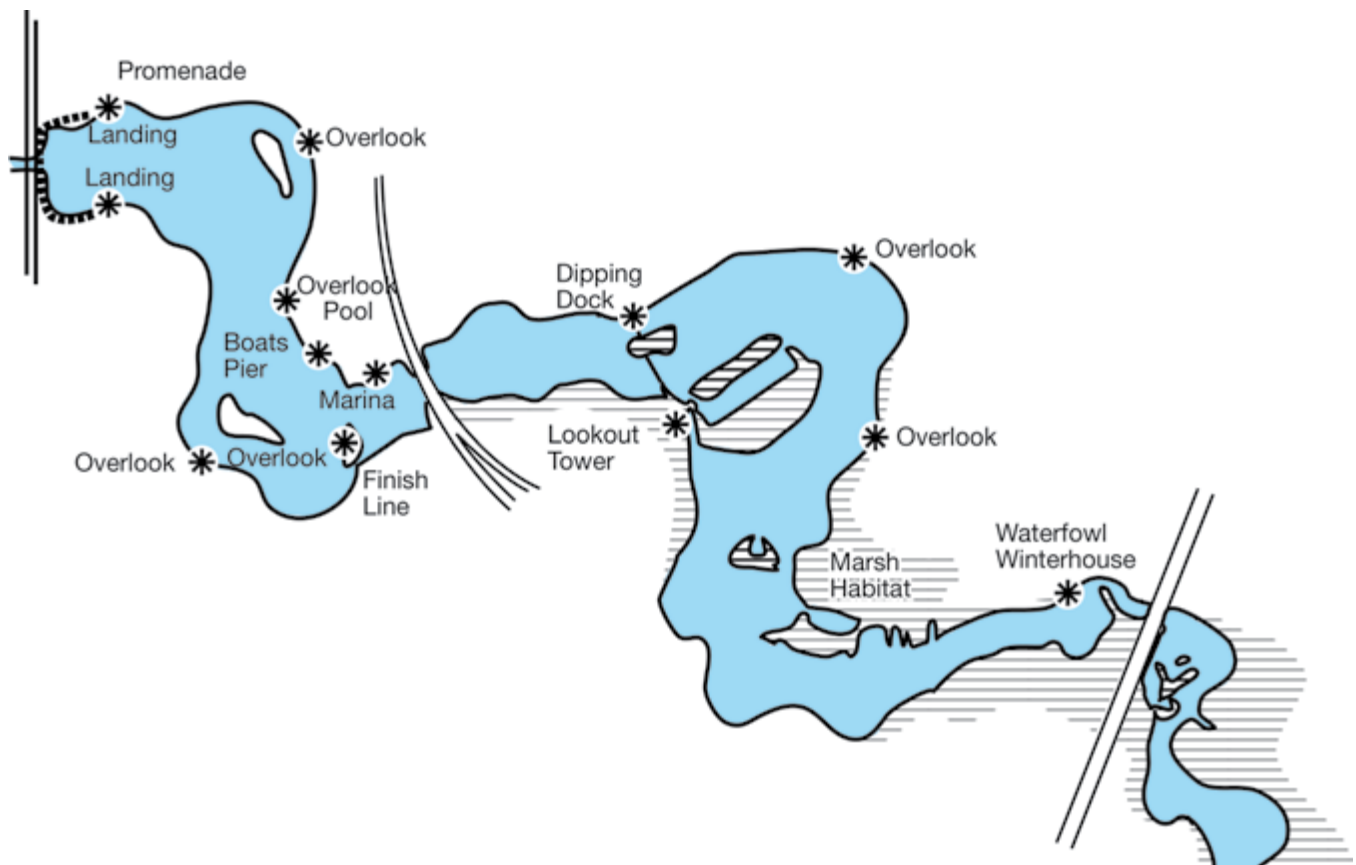 Promenade
Landing
Overlook
Landing
Overlook
Pool
Boats
Pier
Marina
Overlook
Overlook
Finish
Line
Dipping
Dock
Overlook
Lookout
Tower
Overlook
Marsh
Habitat
Waterfowl
Winterhouse